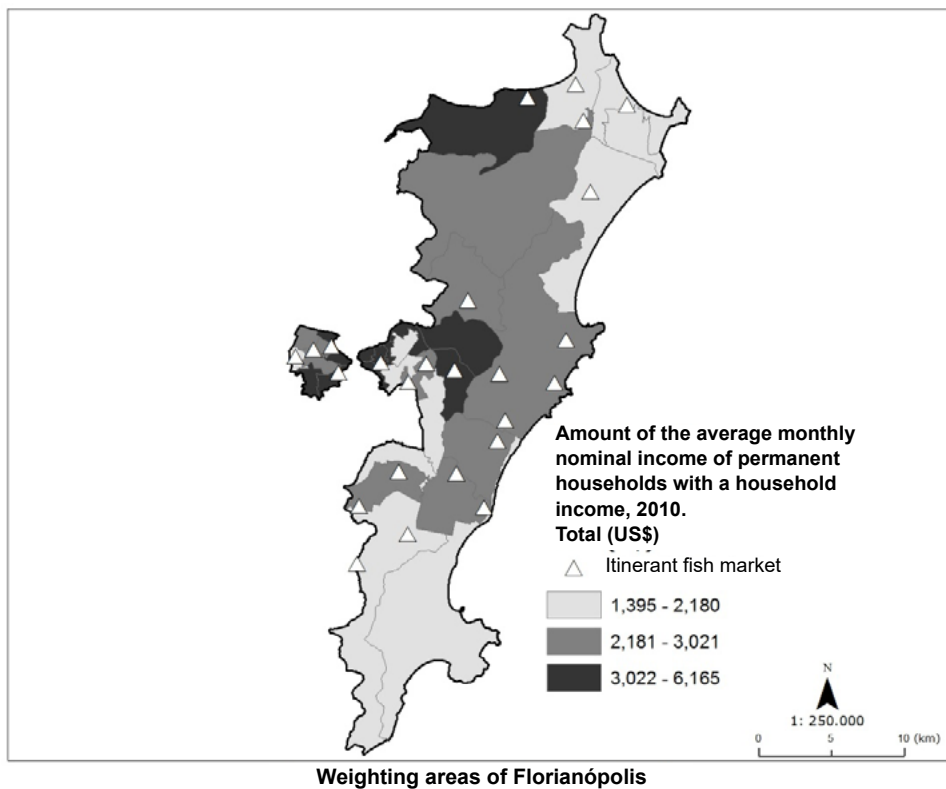 Amount of the average monthly
nominal income of permanent
households with a household
income, 2010.
Total (US$)
Itinerant fish market
1,395 - 2,180
2,181 - 3,021
3,022 - 6,165
N
1: 250.000
0 5 10 (km)
Weighting areas of Florianópolis